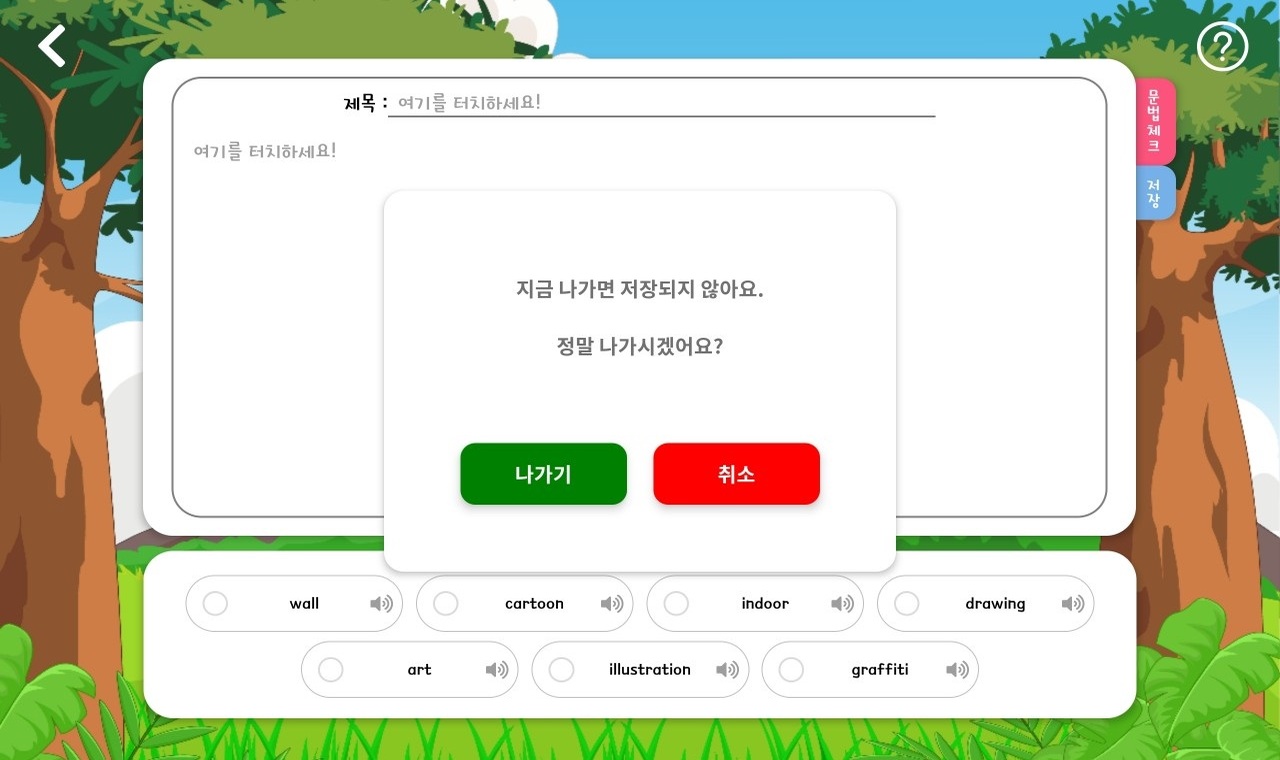 제목 : 여기를 터치하세요!
여기를 터치하세요!
문법체크
저장
지금 나가면 저장되지 않아요.
정말 나가시겠어요?
나가기 취소
wall cartoon indoor drawing
art illustration graffiti
?